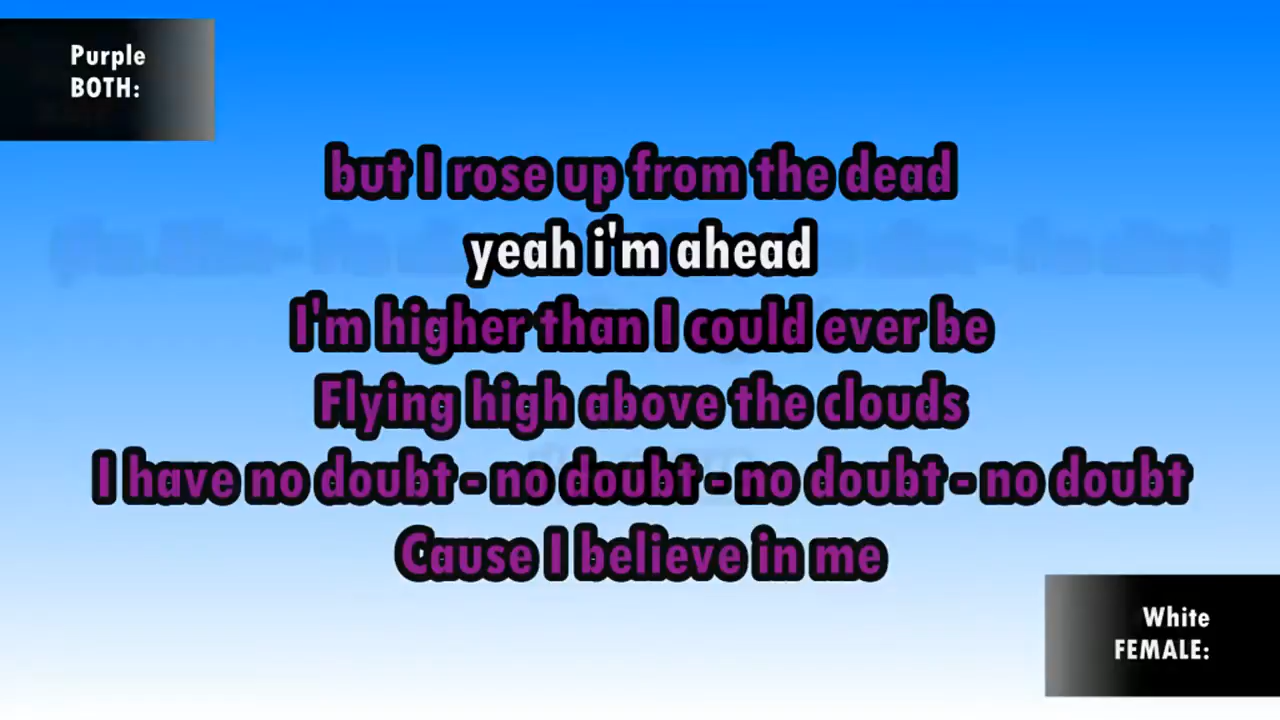 Purple
BOTH:
but I rose up from the dead
yeah i'm ahead
I'm higher than I could ever be
Flying high above the clouds
I have no doubt - no doubt - no doubt - no doubt
Cause I believe in me
White
FEMALE: